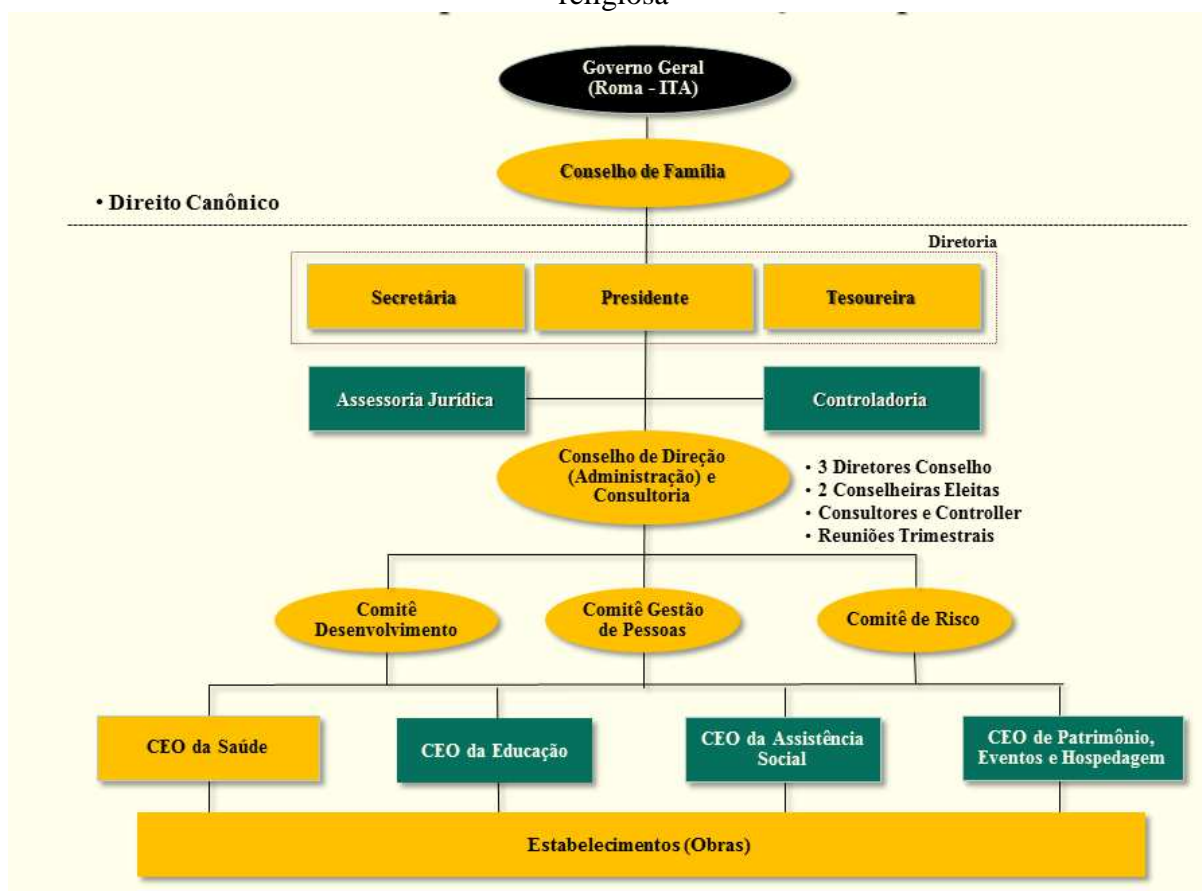 religiosa
Governo Geral
(Roma - ITA)
Conselho de Família
• Direito Canônico
Diretoria
Secretária
Presidente
Tesoureira
Assessoria Jurídica
Controladoria
Conselho de Direção
(Administração) e
Consultoria
• 3 Diretores Conselho
• 2 Conselheiras Eleitas
• Consultores e Controller
• Reuniões Trimestrais
Comitê
Desenvolvimento
Comitê Gestão
de Pessoas
Comitê de Risco
CEO da Saúde
CEO da Educação
CEO da Assistência
Social
CEO de Patrimônio,
Eventos e Hospedagem
Estabelecimentos (Obras)